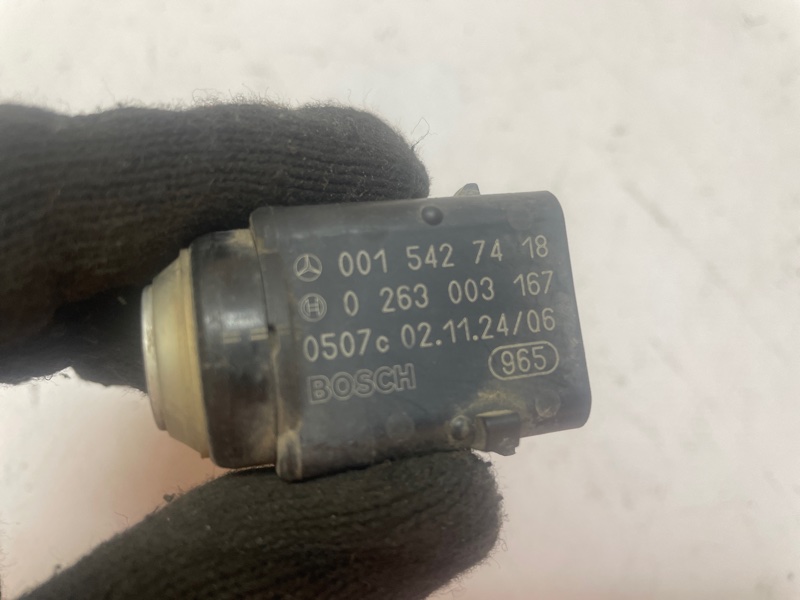 001 542 74 18
0 263 003 167
0507c 02.11.24/06
BOSCH 965